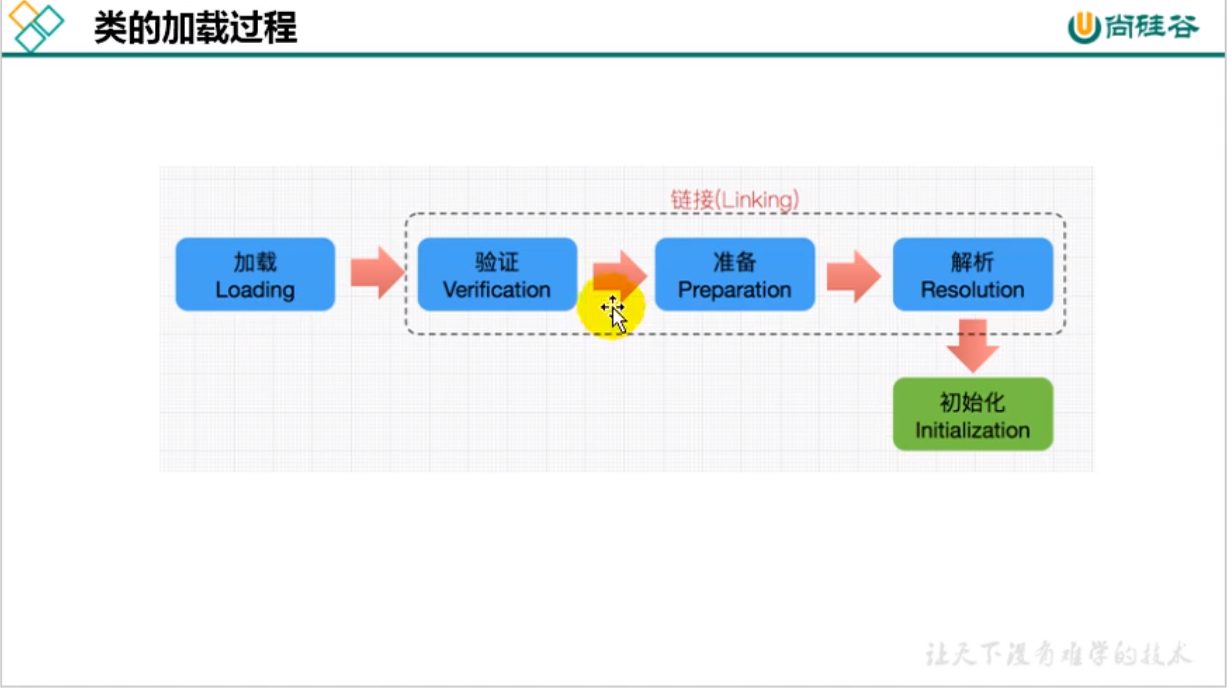 类的加载过程
尚硅谷
链接(Linking)
加载
Loading
验证
Verification
准备
Preparation
解析
Resolution
初始化
Initialization
让天下没有难学的技术